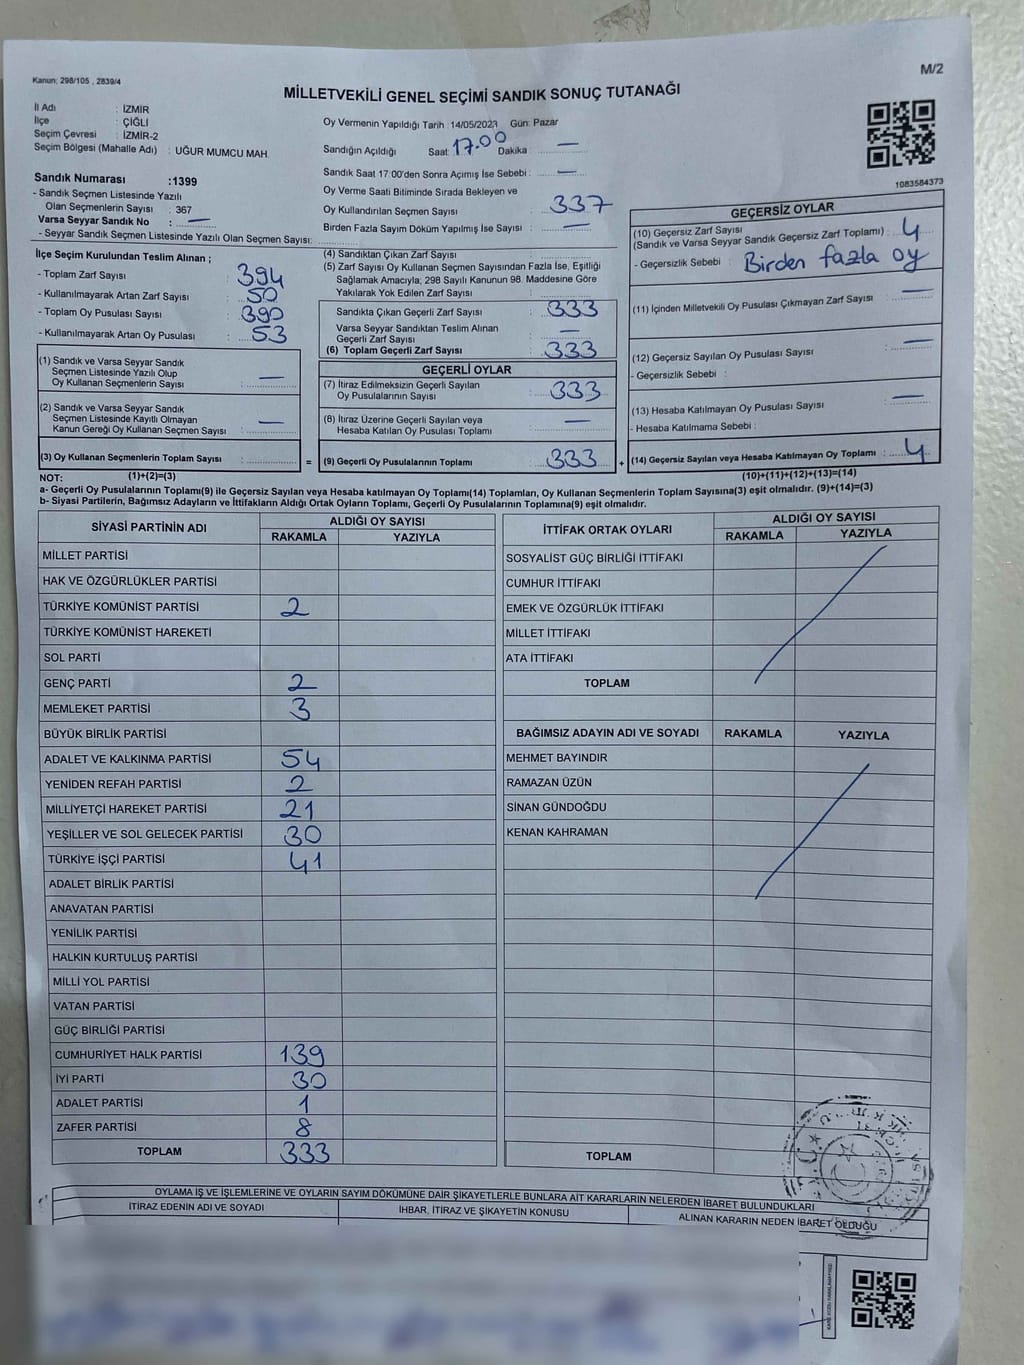 Kanun: 298/105 , 2839/4
M/2
MİLLETVEKİLİ GENEL SEÇİMİ SANDIK SONUÇ TUTANAĞI
İl Adı : İZMİR
İlçe : ÇİĞLİ
Seçim Çevresi : İZMİR-2
Seçim Bölgesi (Mahalle Adı) : UĞUR MUMCU MAH.
Sandık Numarası :1399
- Sandık Seçmen Listesinde Yazılı
Olan Seçmenlerin Sayısı : 367
Varsa Seyyar Sandık No : —
- Seyyar Sandık Seçmen Listesinde Yazılı Olan Seçmen Sayısı:
Oy Vermenin Yapıldığı Tarih :14/05/2023 Gün: Pazar
Sandığın Açıldığı Saat: 17.00 Dakika : —
Sandık Saat 17:00'den Sonra Açımış İse Sebebi : —
Oy Verme Saati Bitiminde Sırada Bekleyen ve
Oy Kullandırılan Seçmen Sayısı : 337
Birden Fazla Sayım Döküm Yapılmış İse Sayısı : —
1083584373
İlçe Seçim Kurulundan Teslim Alınan ;
- Toplam Zarf Sayısı : 394
- Kullanılmayarak Artan Zarf Sayısı : 50
- Toplam Oy Pusulası Sayısı : 390
- Kullanılmayarak Artan Oy Pusulası : 53
(1) Sandık ve Varsa Seyyar Sandık
Seçmen Listesinde Yazılı Olup
Oy Kullanan Seçmenlerin Sayısı : —
(2) Sandık ve Varsa Seyyar Sandık
Seçmen Listesinde Kayıtlı Olmayan
Kanun Gereği Oy Kullanan Seçmen Sayısı : —
(3) Oy Kullanan Seçmenlerin Toplam Sayısı :
(1)+(2)=(3)
(4) Sandıktan Çıkan Zarf Sayısı :
(5) Zarf Sayısı Oy Kullanan Seçmen Sayısından Fazla İse, Eşitliği
Sağlamak Amacıyla, 298 Sayılı Kanunun 98. Maddesine Göre
Yakılarak Yok Edilen Zarf Sayısı :
Sandıkta Çıkan Geçerli Zarf Sayısı : 333
Varsa Seyyar Sandıktan Teslim Alınan
Geçerli Zarf Sayısı : —
(6) Toplam Geçerli Zarf Sayısı : 333
GEÇERLİ OYLAR
(7) İtiraz Edilmeksizin Geçerli Sayılan
Oy Pusulalarının Sayısı : 333
(8) İtiraz Üzerine Geçerli Sayılan veya
Hesaba Katılan Oy Pusulası Toplamı : —
= (9) Geçerli Oy Pusulalarının Toplamı : 333
GEÇERSİZ OYLAR
(10) Geçersiz Zarf Sayısı
(Sandık ve Varsa Seyyar Sandık Geçersiz Zarf Toplamı) : 4
- Geçersizlik Sebebi : Birden fazla oy
(11) İçinden Milletvekili Oy Pusulası Çıkmayan Zarf Sayısı : —
(12) Geçersiz Sayılan Oy Pusulası Sayısı : —
- Geçersizlik Sebebi :
(13) Hesaba Katılmayan Oy Pusulası Sayısı : —
- Hesaba Katılmama Sebebi :
+ (14) Geçersiz Sayılan veya Hesaba Katılmayan Oy Toplamı : 4
(10)+(11)+(12)+(13)=(14)
NOT:
a- Geçerli Oy Pusulalarının Toplamı(9) ile Geçersiz Sayılan veya Hesaba katılmayan Oy Toplamı(14) Toplamları, Oy Kullanan Seçmenlerin Toplam Sayısına(3) eşit olmalıdır. (9)+(14)=(3)
b- Siyasi Partilerin, Bağımsız Adayların ve İttifakların Aldığı Ortak Oyların Toplamı, Geçerli Oy Pusulalarının Toplamına(9) eşit olmalıdır.
SİYASİ PARTİNİN ADI ALDIĞI OY SAYISI
RAKAMLA YAZIYLA
MİLLET PARTİSİ
HAK VE ÖZGÜRLÜKLER PARTİSİ
TÜRKİYE KOMÜNİST PARTİSİ 2
TÜRKİYE KOMÜNİST HAREKETİ
SOL PARTİ
GENÇ PARTİ 2
MEMLEKET PARTİSİ 3
BÜYÜK BİRLİK PARTİSİ
ADALET VE KALKINMA PARTİSİ 54
YENİDEN REFAH PARTİSİ 2
MİLLİYETÇİ HAREKET PARTİSİ 21
YEŞİLLER VE SOL GELECEK PARTİSİ 30
TÜRKİYE İŞÇİ PARTİSİ 41
ADALET BİRLİK PARTİSİ
ANAVATAN PARTİSİ
YENİLİK PARTİSİ
HALKIN KURTULUŞ PARTİSİ
MİLLİ YOL PARTİSİ
VATAN PARTİSİ
GÜÇ BİRLİĞİ PARTİSİ
CUMHURİYET HALK PARTİSİ 139
İYİ PARTİ 30
ADALET PARTİSİ 1
ZAFER PARTİSİ 8
TOPLAM 333
İTTİFAK ORTAK OYLARI ALDIĞI OY SAYISI
RAKAMLA YAZIYLA
SOSYALİST GÜÇ BİRLİĞİ İTTİFAKI
CUMHUR İTTİFAKI
EMEK VE ÖZGÜRLÜK İTTİFAKI
MİLLET İTTİFAKI
ATA İTTİFAKI
TOPLAM
BAĞIMSIZ ADAYIN ADI VE SOYADI RAKAMLA YAZIYLA
MEHMET BAYINDIR
RAMAZAN ÜZÜN
SİNAN GÜNDOĞDU
KENAN KAHRAMAN
TOPLAM
OYLAMA İŞ VE İŞLEMLERİNE VE OYLARIN SAYIM DÖKÜMÜNE DAİR ŞİKAYETLERLE BUNLARA AİT KARARLARIN NELERDEN İBARET BULUNDUKLARI
İTİRAZ EDENİN ADI VE SOYADI İHBAR, İTİRAZ VE ŞİKAYETİN KONUSU ALINAN KARARIN NEDEN İBARET OLDUĞU